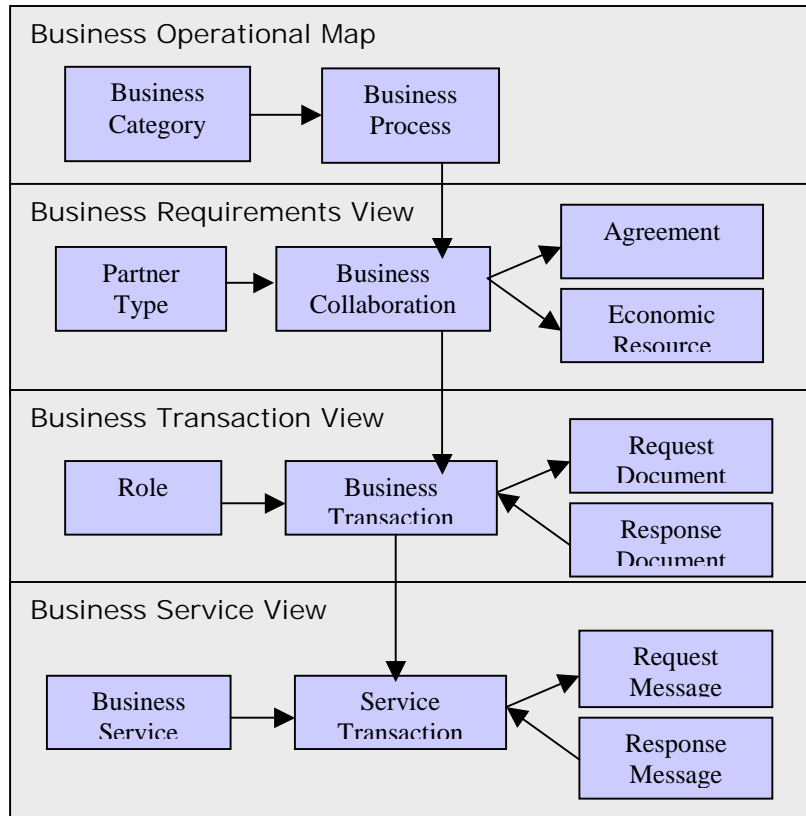 Business Operational Map
Business
Category
Business
Process
Business Requirements View
Partner
Type
Business
Collaboration
Agreement
Economic
Resource
Business Transaction View
Role
Business
Transaction
Request
Document
Response
Document
Business Service View
Business
Service
Service
Transaction
Request
Message
Response
Message